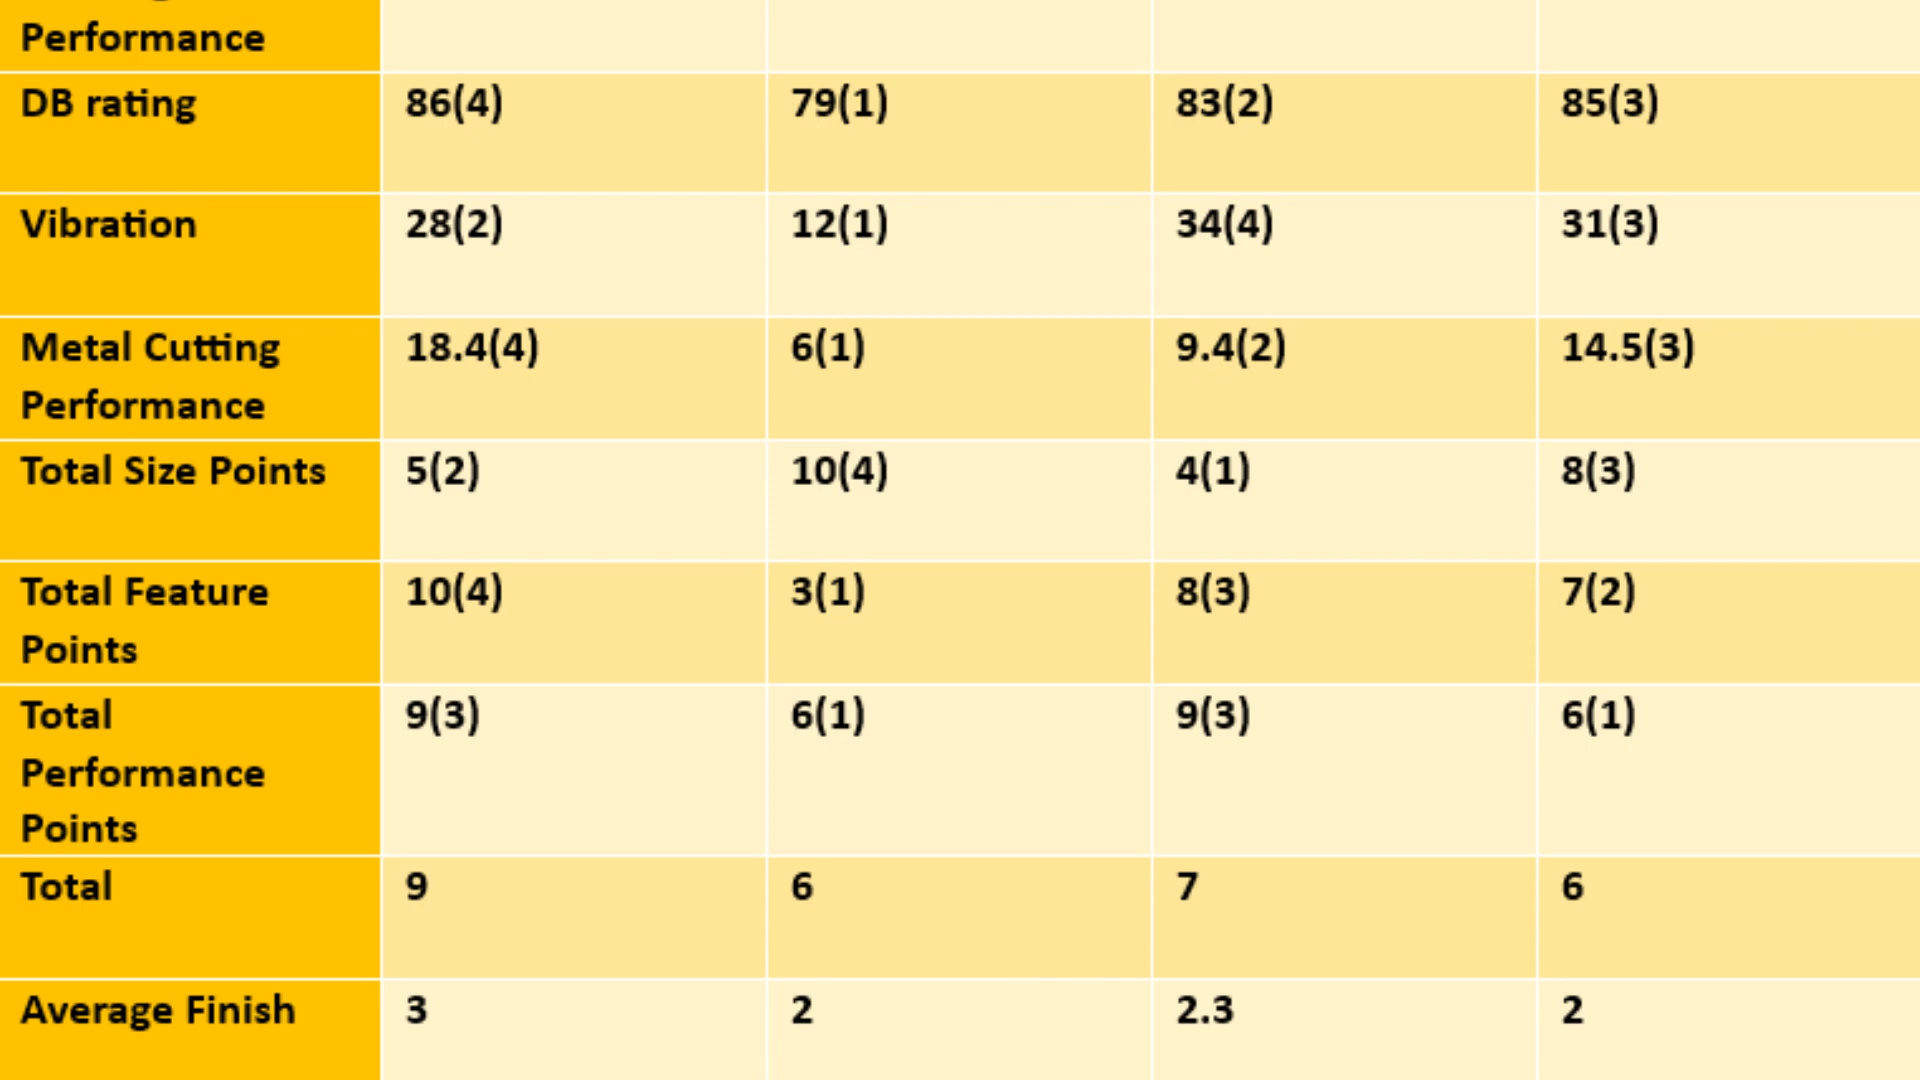 Performance
DB rating 86(4) 79(1) 83(2) 85(3)
Vibration 28(2) 12(1) 34(4) 31(3)
Metal Cutting 18.4(4) 6(1) 9.4(2) 14.5(3)
Performance
Total Size Points 5(2) 10(4) 4(1) 8(3)
Total Feature 10(4) 3(1) 8(3) 7(2)
Points
Total 9(3) 6(1) 9(3) 6(1)
Performance
Points
Total 9 6 7 6
Average Finish 3 2 2.3 2